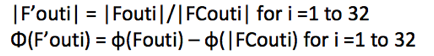 |F’outi| = |Fouti|/|FCouti| for i =1 to 32
Φ(F’outi) = ϕ(Fouti) – ϕ(|FCouti) for i =1 to 32